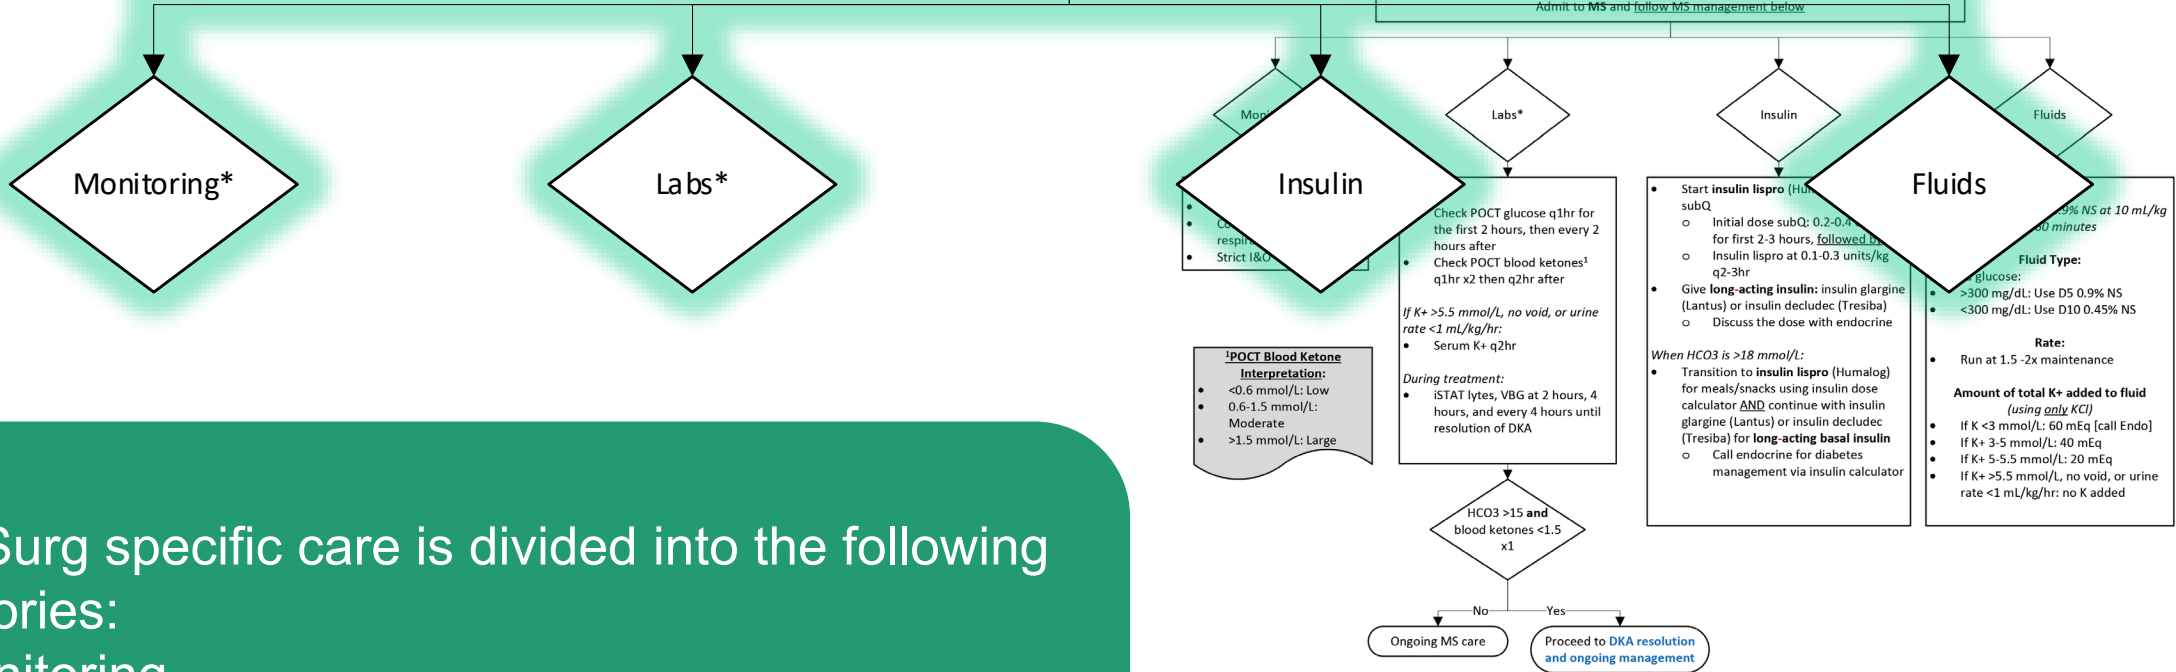 Admit to MS and follow MS management below
Monitoring*
Labs*
Insulin
Fluids
Labs*
Insulin
Fluids
Strict I&O
¹POCT Blood Ketone
Interpretation:
• <0.6 mmol/L: Low
• 0.6-1.5 mmol/L:
Moderate
• >1.5 mmol/L: Large
Check POCT glucose q1hr for
the first 2 hours, then every 2
hours after
• Check POCT blood ketones¹
q1hr x2 then q2hr after
If K+ >5.5 mmol/L, no void, or urine
rate <1 mL/kg/hr:
• Serum K+ q2hr
During treatment:
• iSTAT lytes, VBG at 2 hours, 4
hours, and every 4 hours until
resolution of DKA
HCO3 >15 and
blood ketones <1.5
x1
No
Yes
Ongoing MS care
Proceed to DKA resolution
and ongoing management
• Start insulin lispro
subQ
o Initial dose subQ: 0.2-0.4
for first 2-3 hours, followed by
o Insulin lispro at 0.1-0.3 units/kg
q2-3hr
• Give long-acting insulin: insulin glargine
(Lantus) or insulin decludec (Tresiba)
o Discuss the dose with endocrine
When HCO3 is >18 mmol/L:
• Transition to insulin lispro (Humalog)
for meals/snacks using insulin dose
calculator AND continue with insulin
glargine (Lantus) or insulin decludec
(Tresiba) for long-acting basal insulin
o Call endocrine for diabetes
management via insulin calculator
NS at 10 mL/kg
minutes
Fluid Type:
glucose:
• >300 mg/dL: Use D5 0.9% NS
• <300 mg/dL: Use D10 0.45% NS
Rate:
• Run at 1.5 -2x maintenance
Amount of total K+ added to fluid
(using only KCl)
• If K <3 mmol/L: 60 mEq [call Endo]
• If K+ 3-5 mmol/L: 40 mEq
• If K+ 5-5.5 mmol/L: 20 mEq
• If K+ >5.5 mmol/L, no void, or urine
rate <1 mL/kg/hr: no K added
Surg specific care is divided into the following